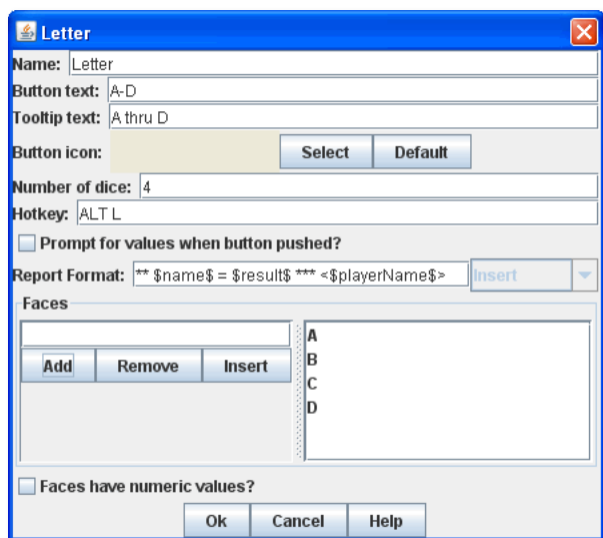 Letter
Name: Letter
Button text: A-D
Tooltip text: A thru D
Button icon: Select Default
Number of dice: 4
Hotkey: ALT L
Prompt for values when button pushed?
Report Format: ** $name$ = $result$ *** <$playerName$> Insert
Faces
Add Remove Insert
A
B
C
D
Faces have numeric values?
Ok Cancel Help